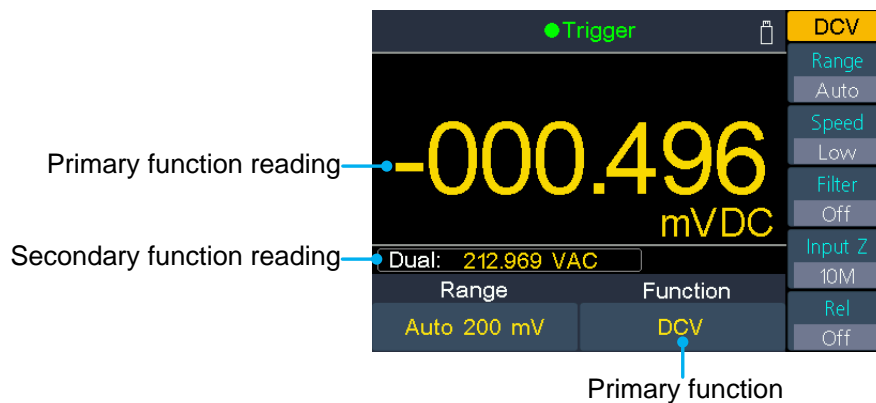 Trigger
DCV
Range
Auto
Speed
Low
Filter
Off
Input Z
10M
Rel
Off
Primary function reading
-000.496
mVDC
Secondary function reading
Dual: 212.969 VAC
Range
Function
Auto 200 mV
DCV
Primary function